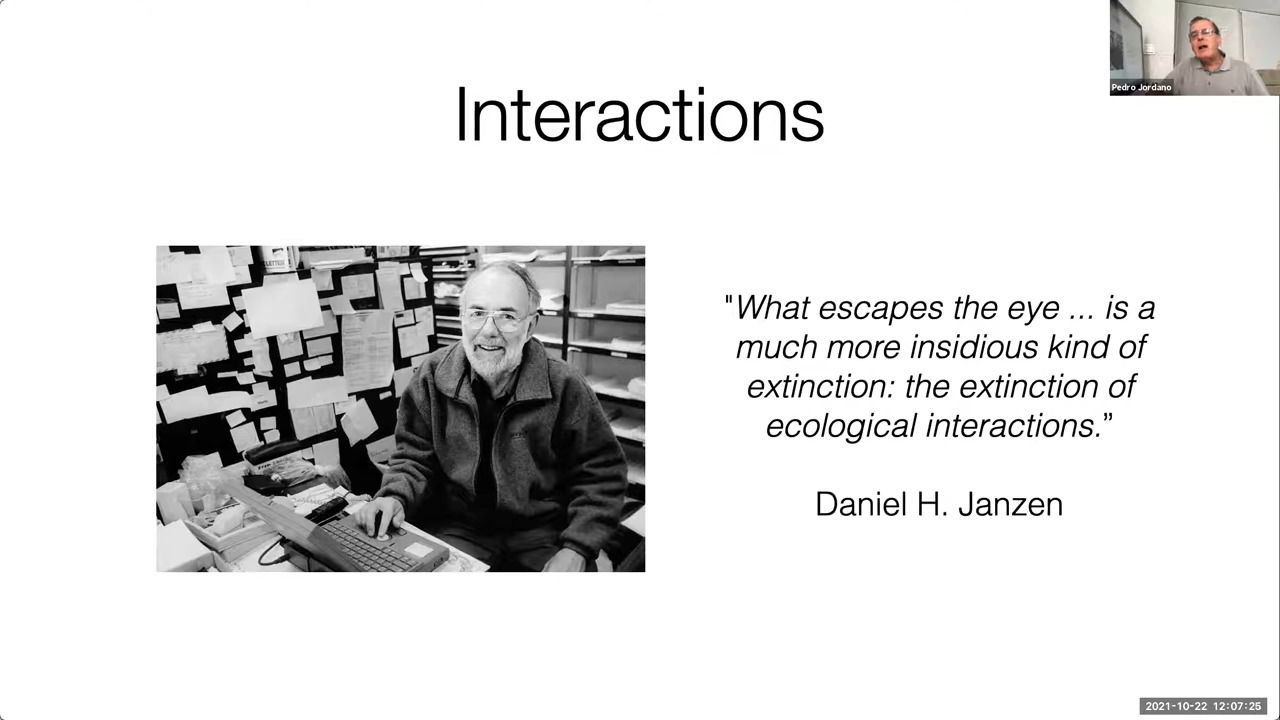 Pedro Jordano
Interactions
"What escapes the eye ... is a
much more insidious kind of
extinction: the extinction of
ecological interactions.”
Daniel H. Janzen
2021-10-22 12:07:25